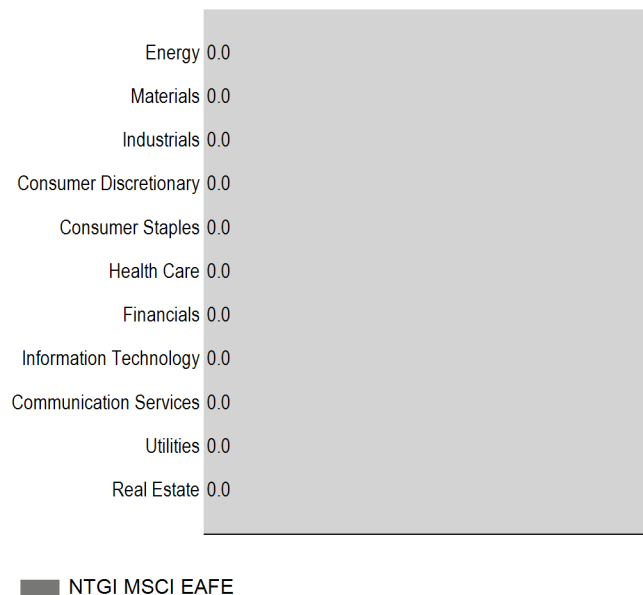 Energy 0.0
Materials 0.0
Industrials 0.0
Consumer Discretionary 0.0
Consumer Staples 0.0
Health Care 0.0
Financials 0.0
Information Technology 0.0
Communication Services 0.0
Utilities 0.0
Real Estate 0.0
NTGI MSCI EAFE